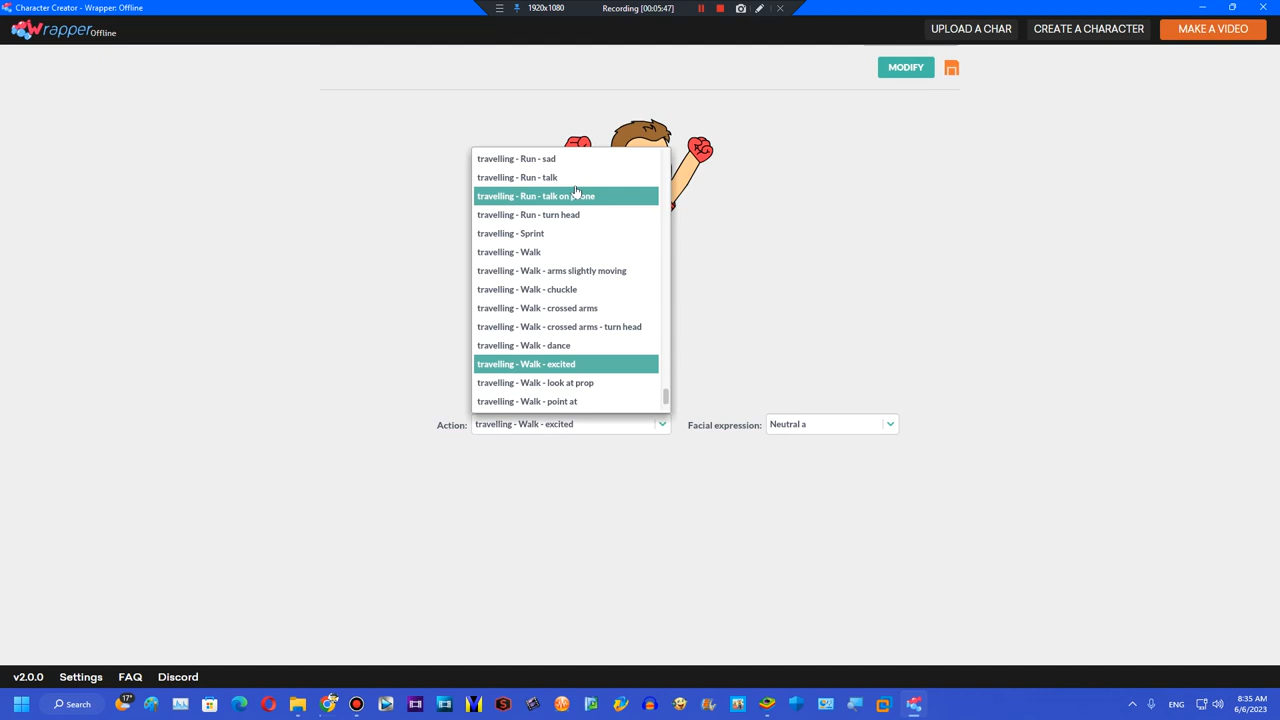 Character Creator - Wrapper: Offline
1920x1080
Recording [00:05:47]
Wrapper Offline
UPLOAD A CHAR
CREATE A CHARACTER
MAKE A VIDEO
MODIFY
travelling - Run - sad
travelling - Run - talk
travelling - Run - talk on phone
travelling - Run - turn head
travelling - Sprint
travelling - Walk
travelling - Walk - arms slightly moving
travelling - Walk - chuckle
travelling - Walk - crossed arms
travelling - Walk - crossed arms - turn head
travelling - Walk - dance
travelling - Walk - excited
travelling - Walk - look at prop
travelling - Walk - point at
Action: travelling - Walk - excited
Facial expression: Neutral a
v2.0.0 Settings FAQ Discord
17°
Search
ENG
8:35 AM
6/6/2023